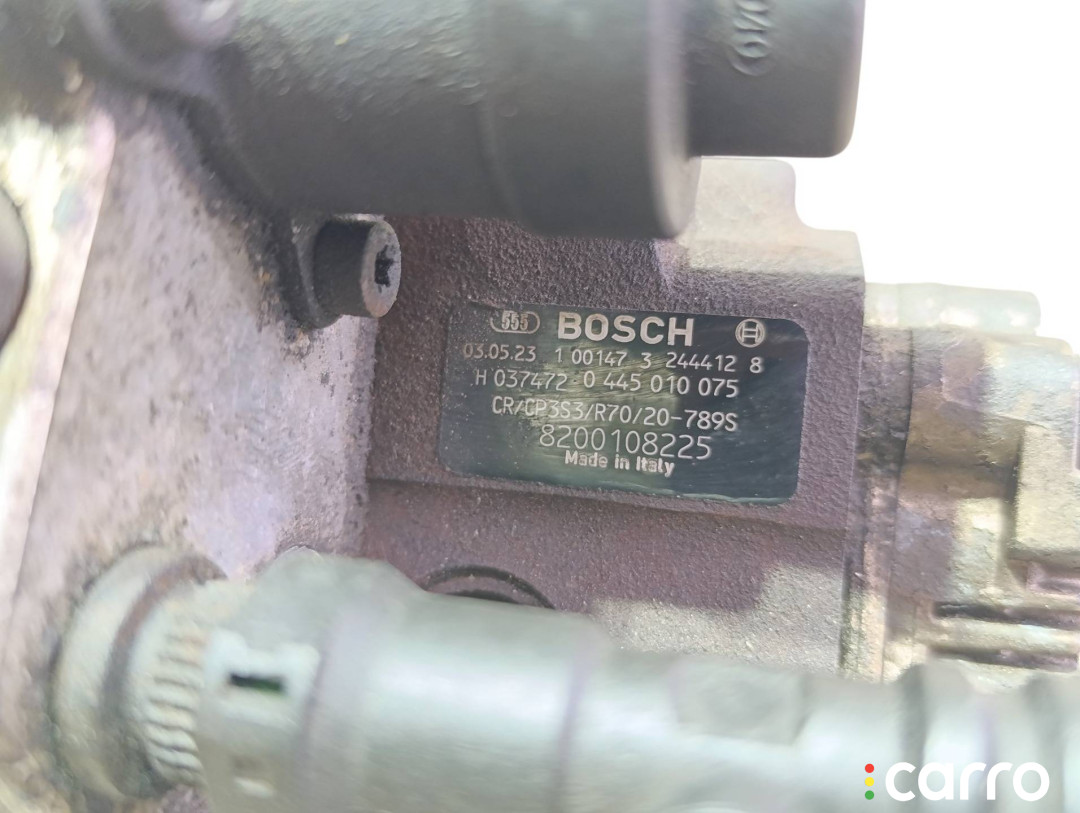 555 BOSCH
03.05.23 1 00147 3 244412 8
H 037472 0 445 010 075
CR/CP3S3/R70/20-789S
8200108225
Made in Italy
carro